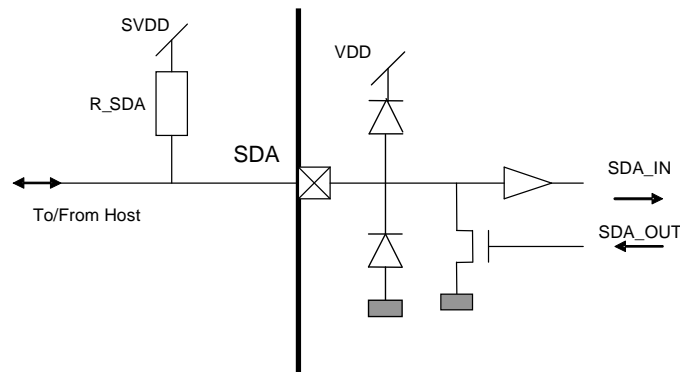 SVDD
VDD
R_SDA
SDA
SDA_IN
To/From Host
SDA_OUT